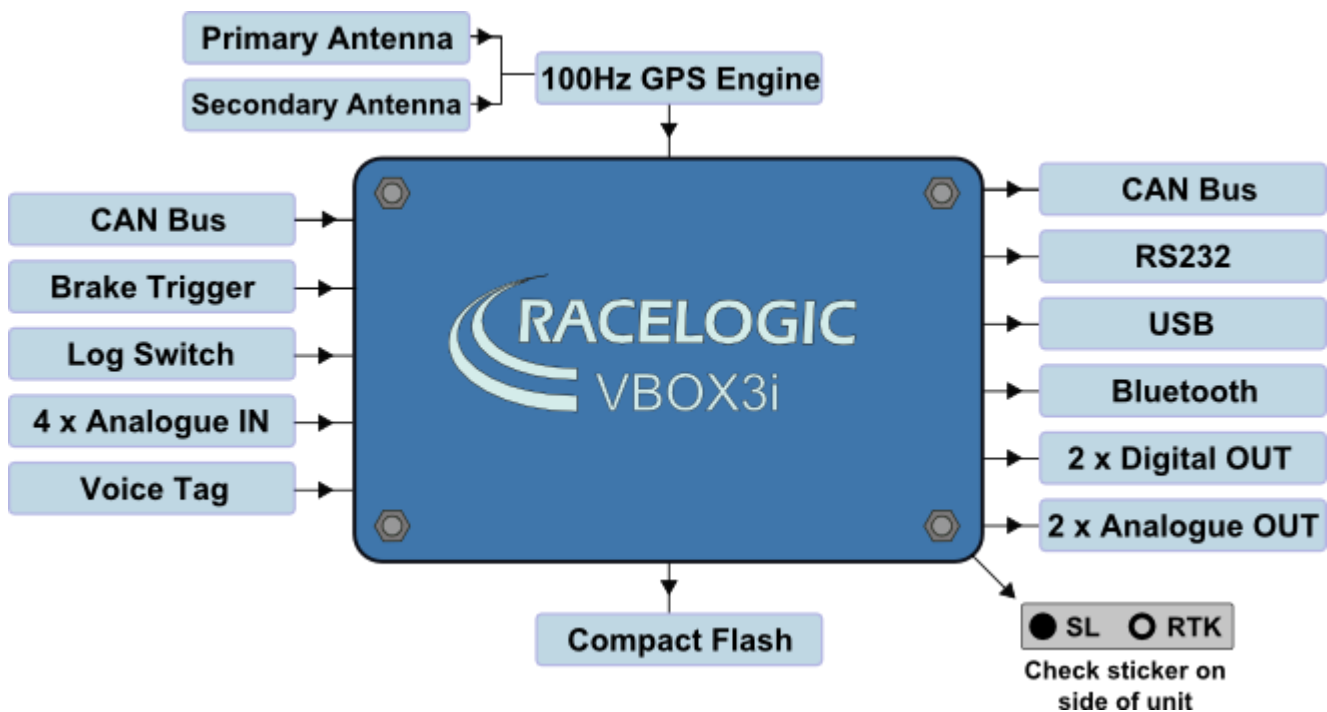 Primary Antenna
Secondary Antenna
100Hz GPS Engine
CAN Bus
Brake Trigger
Log Switch
4 x Analogue IN
Voice Tag
RACELOGIC
VBOX3i
CAN Bus
RS232
USB
Bluetooth
2 x Digital OUT
2 x Analogue OUT
Compact Flash
SL RTK
Check sticker on
side of unit